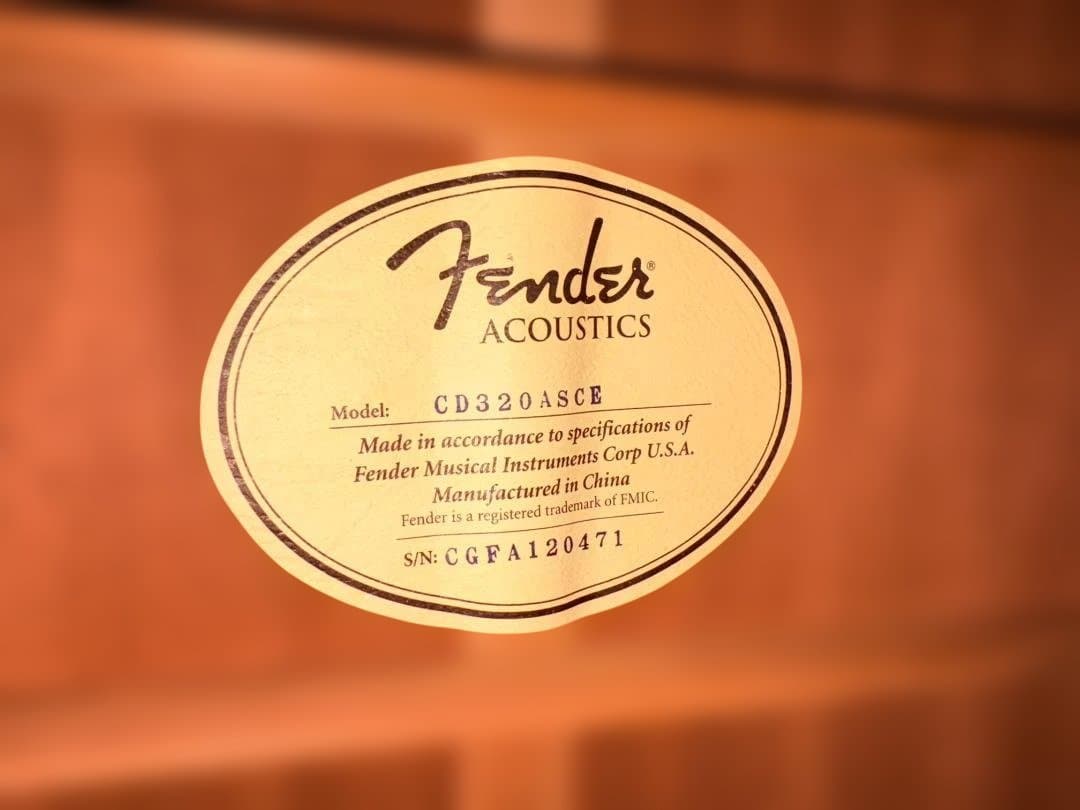 Fender®
ACOUSTICS
Model: CD320ASCE
Made in accordance to specifications of
Fender Musical Instruments Corp U.S.A.
Manufactured in China
Fender is a registered trademark of FMIC.
S/N: CGFA120471